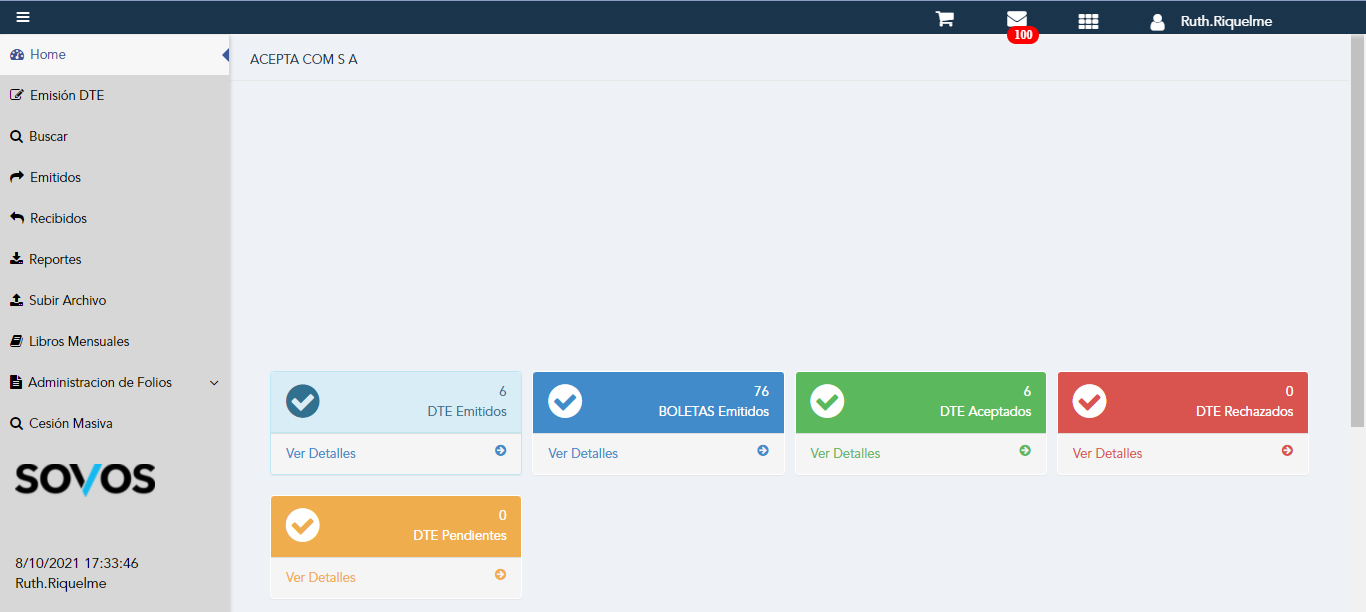 100
Ruth.Riquelme
Home
ACEPTA COM S A
Emisión DTE
Buscar
Emitidos
Recibidos
Reportes
Subir Archivo
Libros Mensuales
Administracion de Folios
Cesión Masiva
SOVOS
8/10/2021 17:33:46
Ruth.Riquelme
6
DTE Emitidos
Ver Detalles
76
BOLETAS Emitidos
Ver Detalles
6
DTE Aceptados
Ver Detalles
0
DTE Rechazados
Ver Detalles
0
DTE Pendientes
Ver Detalles